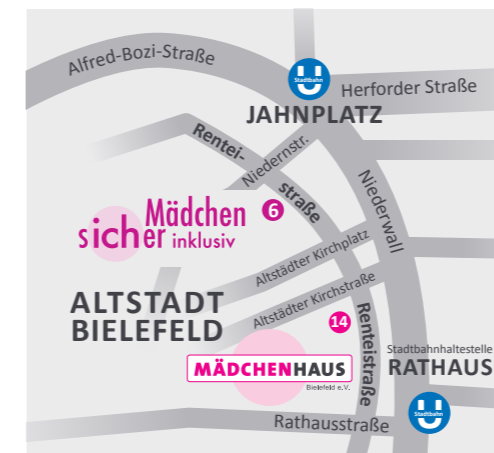 Alfred-Bozi-Straße
U
Stadtbahn
Herforder Straße
JAHNPLATZ
Rentei-
straße
Niedernstr.
Niederwall
Mädchen
sicher inklusiv
6
Altstädter Kirchplatz
Altstädter Kirchstraße
ALTSTADT
BIELEFELD
14
Renteistraße
MÄDCHENHAUS
Bielefeld e.V.
Stadtbahnhaltestelle
RATHAUS
U
Stadtbahn
Rathausstraße